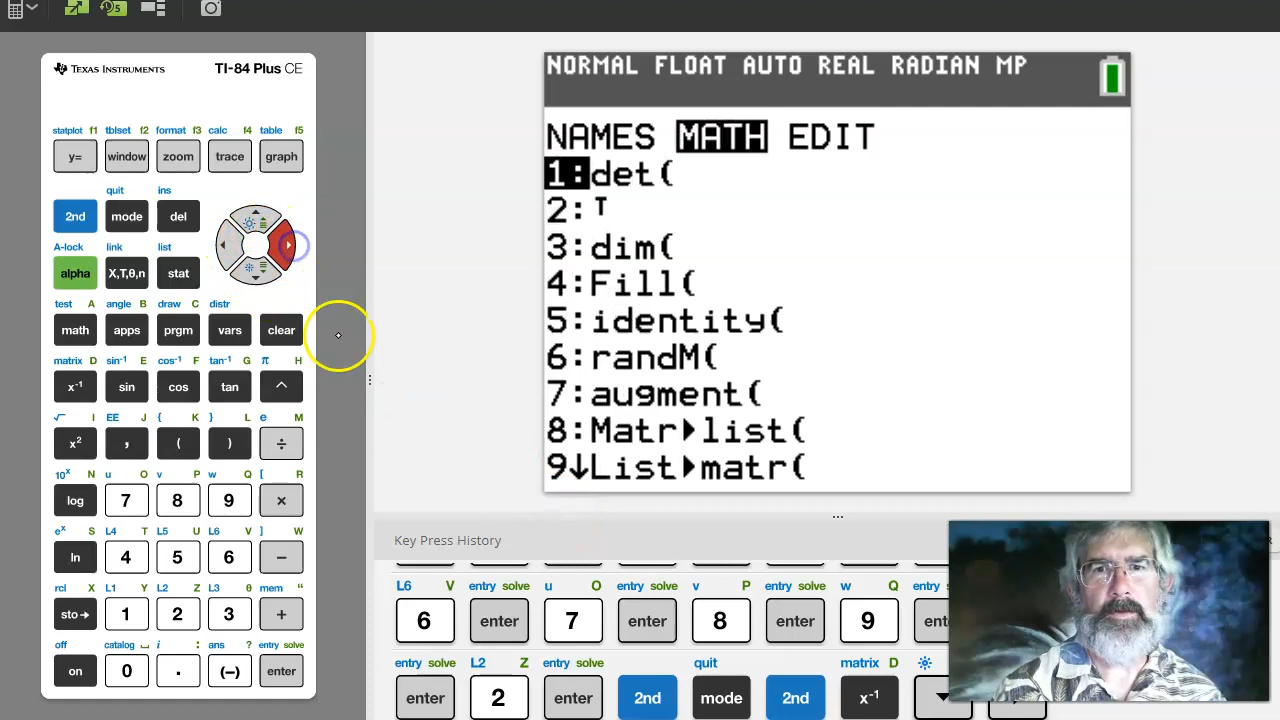 TEXAS INSTRUMENTS TI-84 Plus CE
statplot f1 tblset f2 format f3 calc f4 table f5
y= window zoom trace graph
quit ins
2nd mode del
A-lock link list
alpha X,T,θ,n stat
test A angle B draw C distr
math apps prgm vars clear
matrix D sin⁻¹ E cos⁻¹ F tan⁻¹ G π H
x⁻¹ sin cos tan ^
√ I EE J { K } L e M
x² , ( ) ÷
10ˣ N u O v P w Q [ R
log 7 8 9 ×
eˣ S L4 T L5 U L6 V ] W
ln 4 5 6 −
rcl X L1 Y L2 Z L3 θ mem “
sto→ 1 2 3 +
off catalog ⎵ i : ans ? entry solve
on 0 . (−) enter
NORMAL FLOAT AUTO REAL RADIAN MP
NAMES MATH EDIT
1:det(
2:ᵀ
3:dim(
4:Fill(
5:identity(
6:randM(
7:augment(
8:Matr▶list(
9↓List▶matr(
Key Press History
L6 V entry solve u O entry solve v P entry solve w Q entry
6 enter 7 enter 8 enter 9
entry solve L2 Z entry solve quit matrix D
enter 2 enter 2nd mode 2nd x⁻¹